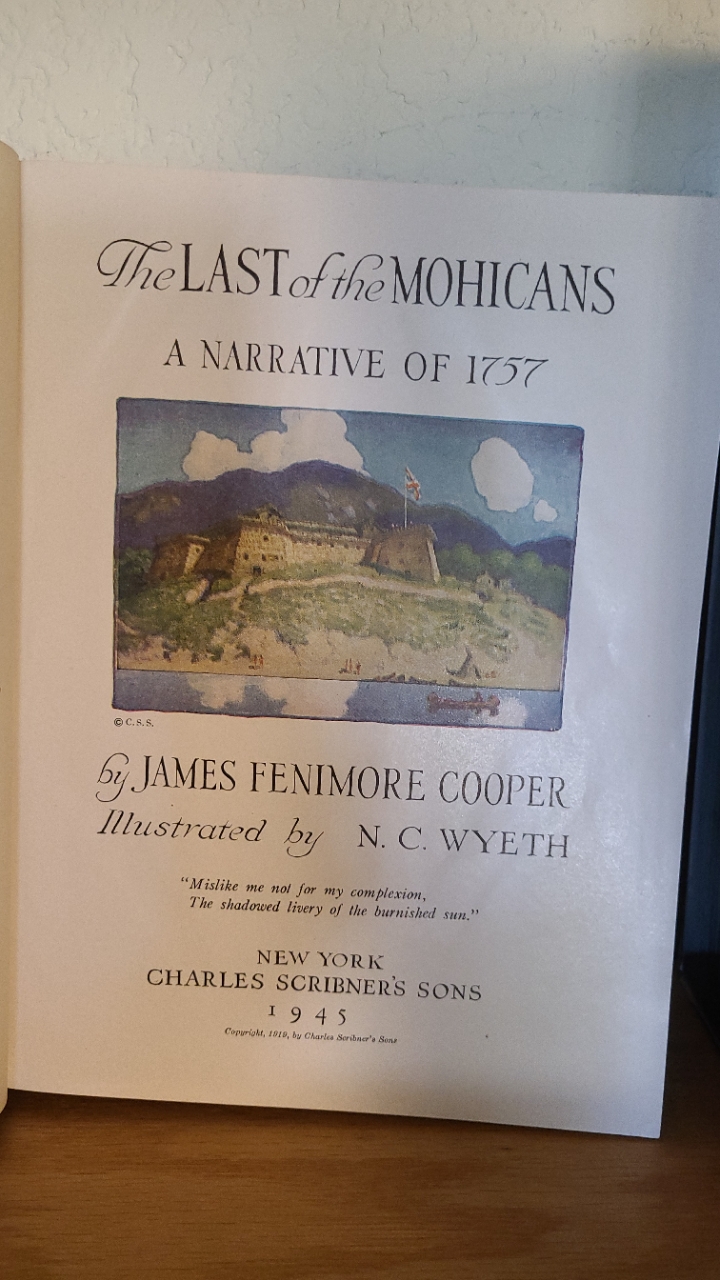 The LAST of the MOHICANS
A NARRATIVE OF 1757
© C. S. S.
by JAMES FENIMORE COOPER
Illustrated by N. C. WYETH
“Mislike me not for my complexion,
The shadowed livery of the burnished sun.”
NEW YORK
CHARLES SCRIBNER'S SONS
1945
Copyright, 1919, by Charles Scribner's Sons